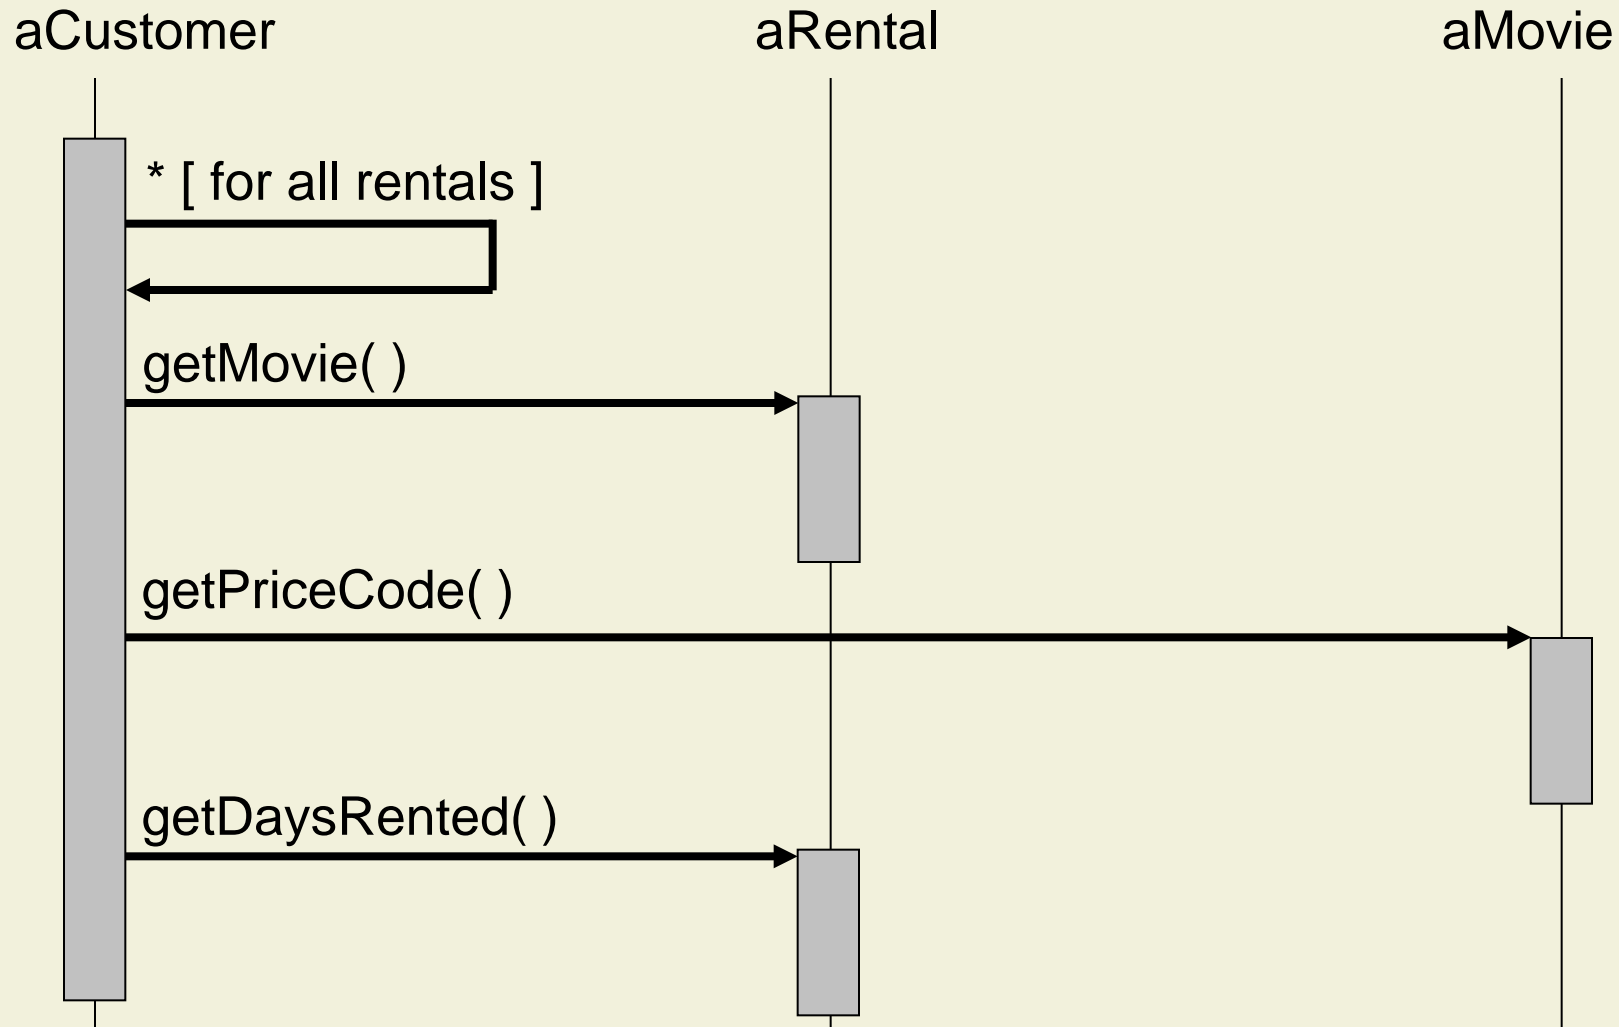 aCustomer aRental aMovie
* [ for all rentals ]
getMovie( )
getPriceCode( )
getDaysRented( )